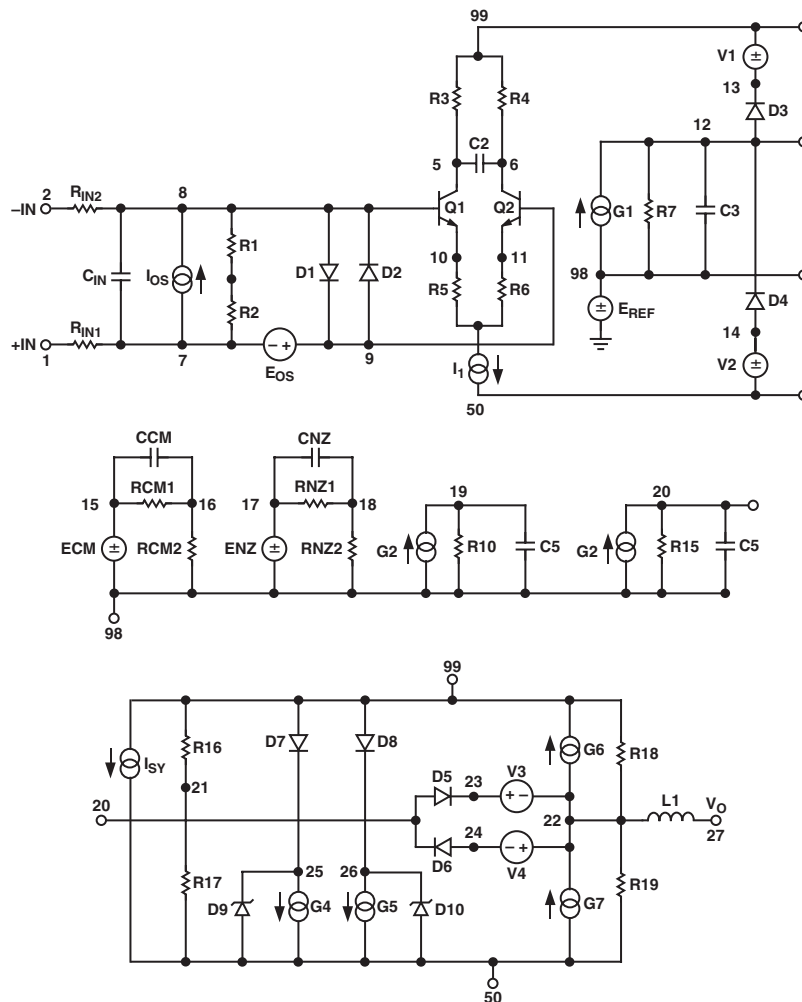 99
V1
13
R3
R4
D3
12
C2
5
6
2
RIN2
8
–IN
Q1
Q2
G1
R7
C3
R1
10
11
98
CIN
IOS
D1
D2
R5
R6
D4
R2
EREF
14
RIN1
+IN
1
7
9
EOS
I1
V2
50
CCM
CNZ
15
RCM1
16
17
RNZ1
18
19
20
ECM
RCM2
ENZ
RNZ2
G2
R10
C5
G2
R15
C5
98
99
D7
D8
R16
G6
ISY
R18
21
D5
23
V3
L1
VO
20
22
27
24
D6
V4
R17
25
26
R19
D9
G4
G5
D10
G7
50